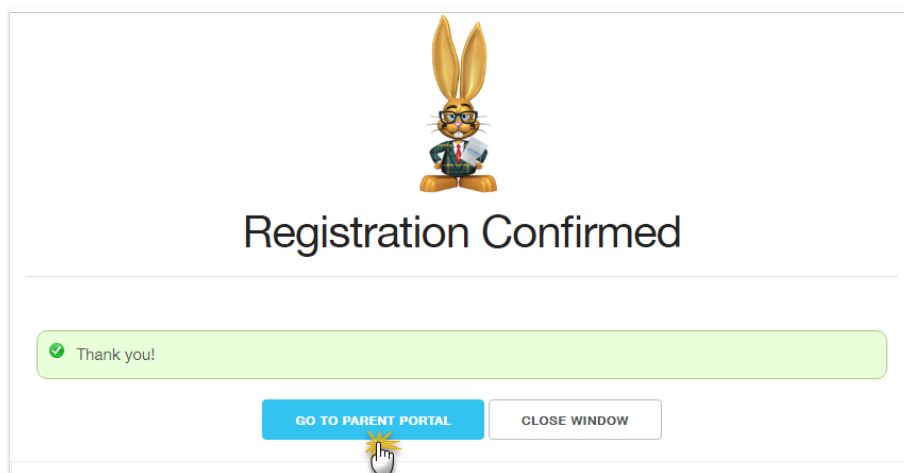 Registration Confirmed
Thank you!
GO TO PARENT PORTAL
CLOSE WINDOW